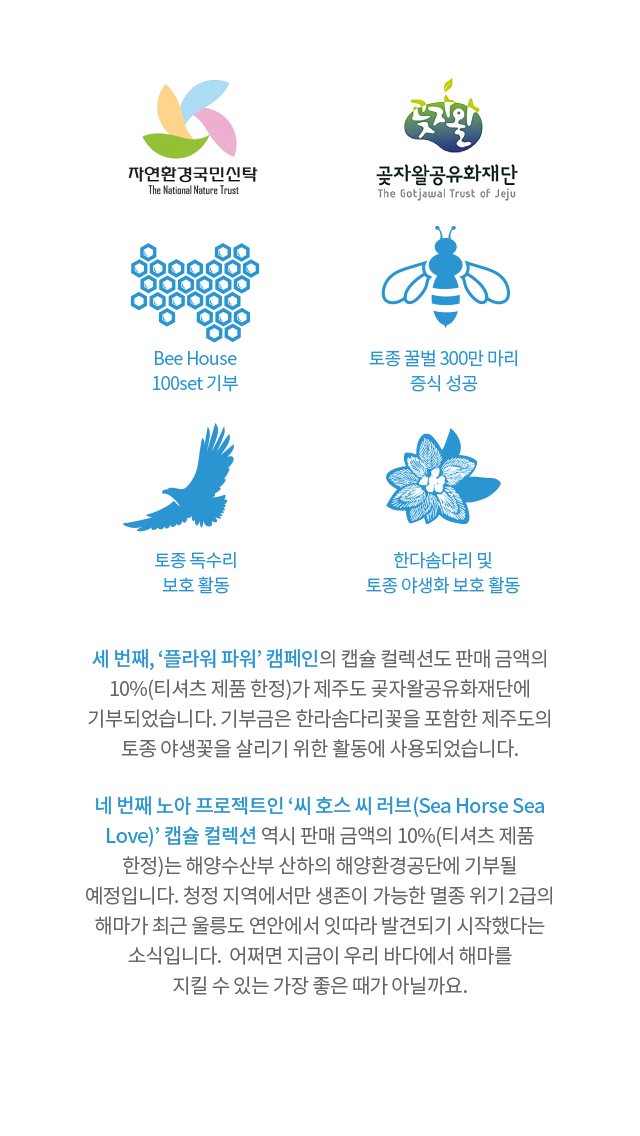 자연환경국민신탁
The National Nature Trust
곶자왈
곶자왈공유화재단
The Gotjawal Trust of Jeju
Bee House
100set 기부
토종 꿀벌 300만 마리
증식 성공
토종 독수리
보호 활동
한다솜다리 및
토종 야생화 보호 활동
세 번째, ‘플라워 파워’ 캠페인의 캡슐 컬렉션도 판매 금액의
10%(티셔츠 제품 한정)가 제주도 곶자왈공유화재단에
기부되었습니다. 기부금은 한라솜다리꽃을 포함한 제주도의
토종 야생꽃을 살리기 위한 활동에 사용되었습니다.
네 번째 노아 프로젝트인 ‘씨 호스 씨 러브(Sea Horse Sea
Love)’ 캡슐 컬렉션 역시 판매 금액의 10%(티셔츠 제품
한정)는 해양수산부 산하의 해양환경공단에 기부될
예정입니다. 청정 지역에서만 생존이 가능한 멸종 위기 2급의
해마가 최근 울릉도 연안에서 잇따라 발견되기 시작했다는
소식입니다. 어쩌면 지금이 우리 바다에서 해마를
지킬 수 있는 가장 좋은 때가 아닐까요.